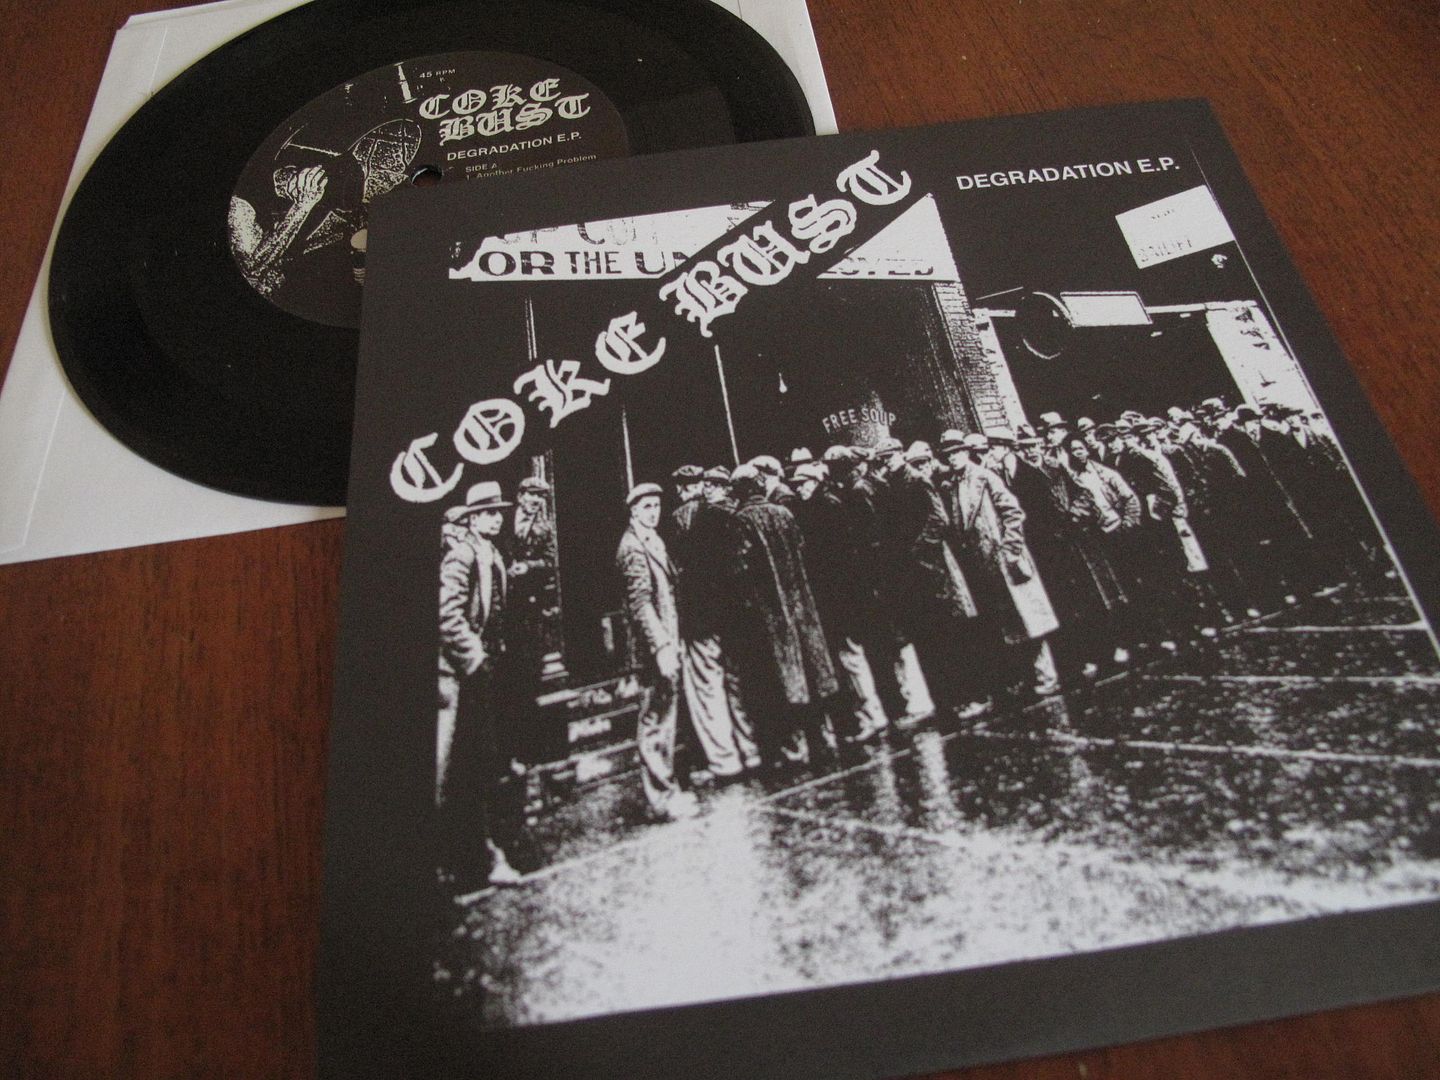 45 RPM
COKE
BUST
DEGRADATION E.P.
SIDE A
1. Another Fucking Problem
DEGRADATION E.P.
COKE BUST
OR THE UN
FREE SOUP